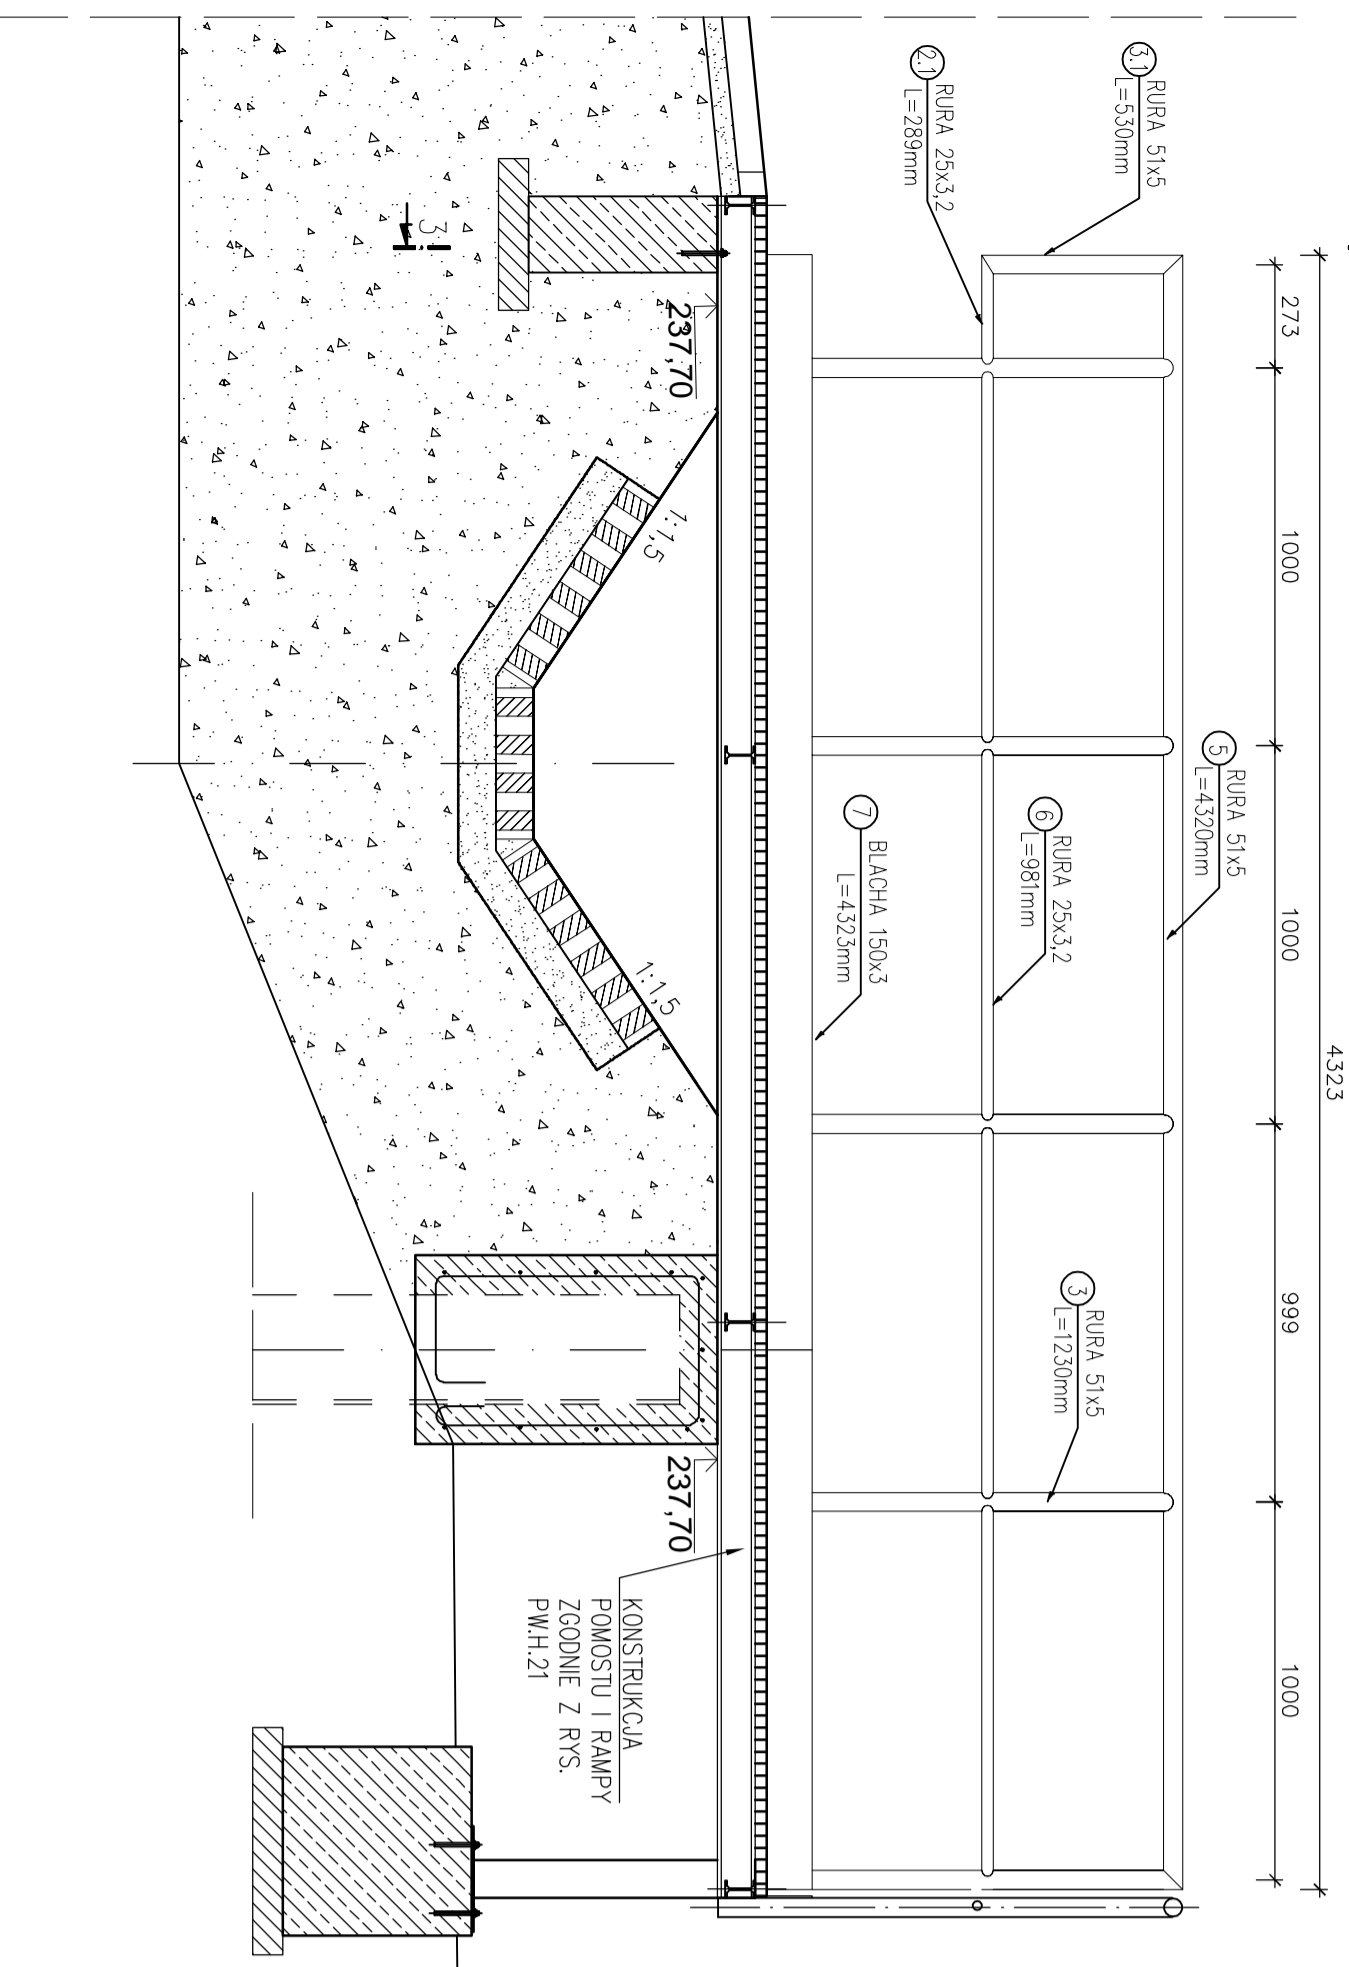 4323
273
1000
1000
999
1000
3.1
RURA 51x5
L=530mm
2.1
RURA 25x3,2
L=289mm
5
RURA 51x5
L=4320mm
6
RURA 25x3,2
L=981mm
7
BLACHA 150x3
L=4323mm
3
RURA 51x5
L=1230mm
237,70
237,70
3
1:1,5
1:1,5
KONSTRUKCJA
POMOSTU I RAMPY
ZGODNIE Z RYS.
PW.H.21